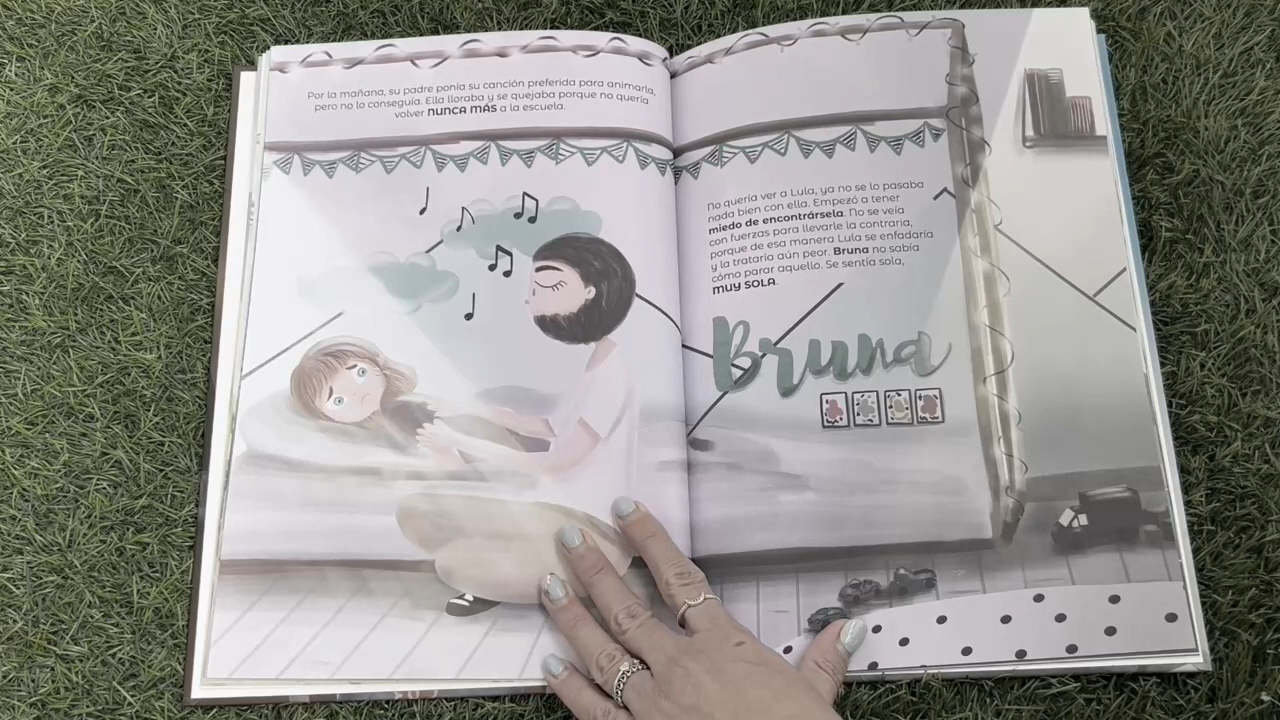 Por la mañana, su padre ponía su canción preferida para animarla,
pero no lo conseguía. Ella lloraba y se quejaba porque no quería
volver NUNCA MÁS a la escuela.
No quería ver a Lula, ya no se lo pasaba
nada bien con ella. Empezó a tener
miedo de encontrársela. No se veía
con fuerzas para llevarle la contraria,
porque de esa manera Lula se enfadaría
y la trataría aún peor. Bruna no sabía
cómo parar aquello. Se sentía sola,
MUY SOLA.
Bruna